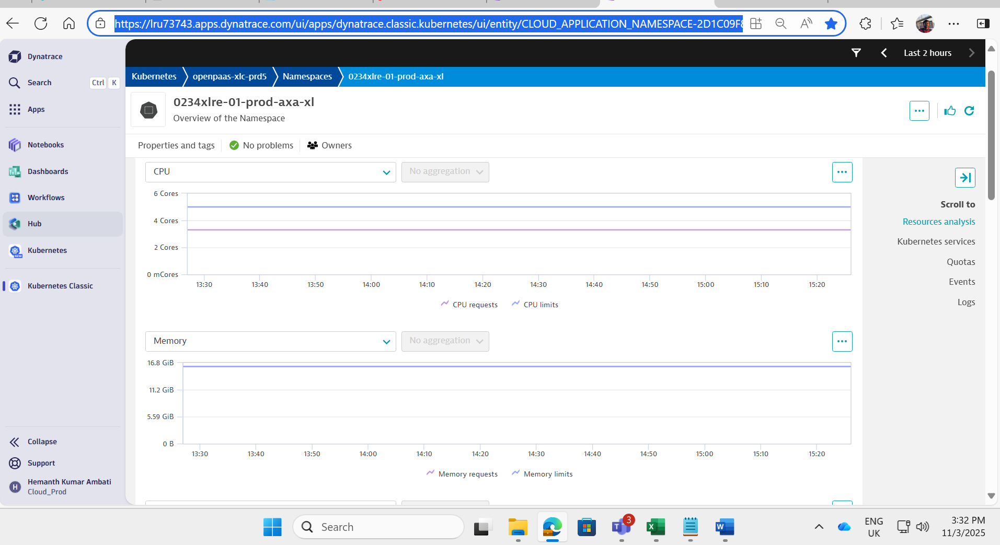 https://lru73743.apps.dynatrace.com/ui/apps/dynatrace.classic.kubernetes/ui/entity/CLOUD_APPLICATION_NAMESPACE-2D1C09F8
Dynatrace
Search Ctrl K
Apps
Notebooks
Dashboards
Workflows
Hub
Kubernetes
NEW
Kubernetes Classic
Collapse
Support
H
Hemanth Kumar Ambati
Cloud_Prod
Last 2 hours
Kubernetes openpaas-xlc-prd5 Namespaces 0234xlre-01-prod-axa-xl
0234xlre-01-prod-axa-xl
Overview of the Namespace
Properties and tags No problems Owners
CPU No aggregation
6 Cores
4 Cores
2 Cores
0 mCores
13:30 13:40 13:50 14:00 14:10 14:20 14:30 14:40 14:50 15:00 15:10 15:20
CPU requests CPU limits
Memory No aggregation
16.8 GiB
11.2 GiB
5.59 GiB
0 B
13:30 13:40 13:50 14:00 14:10 14:20 14:30 14:40 14:50 15:00 15:10 15:20
Memory requests Memory limits
Scroll to
Resources analysis
Kubernetes services
Quotas
Events
Logs
Search
T
3
X
W
ENG
UK
3:32 PM
11/3/2025